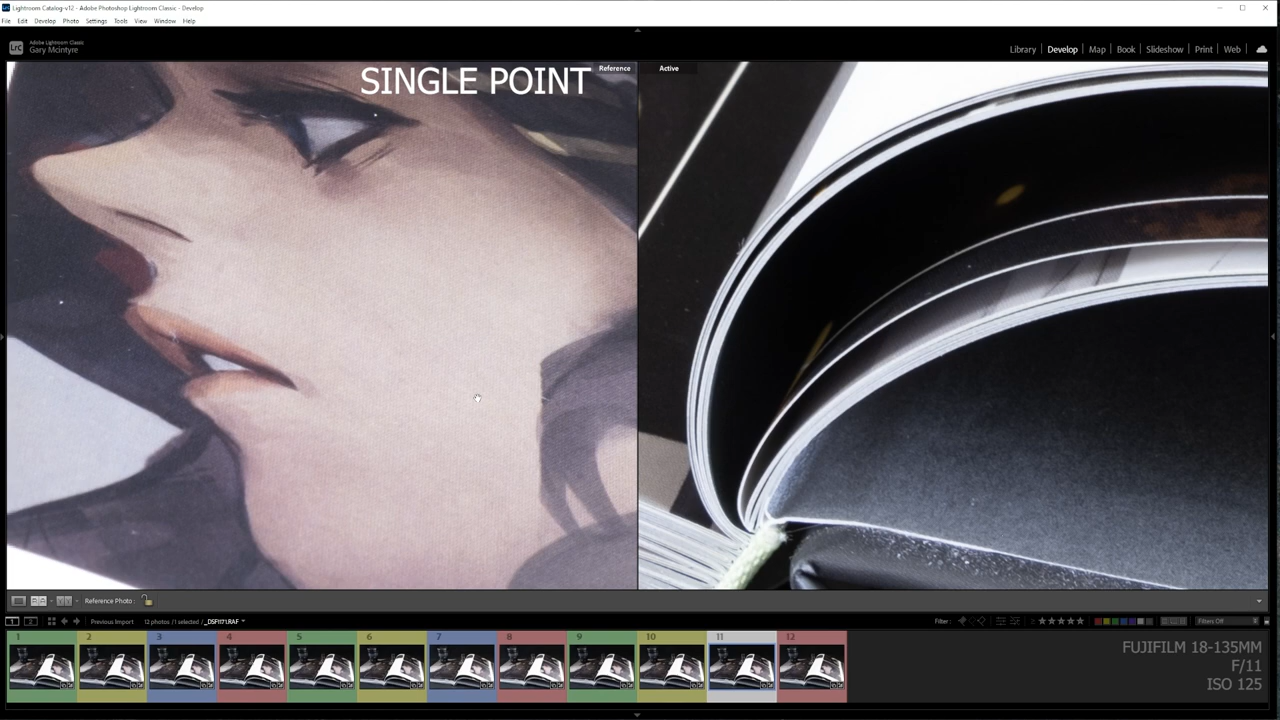 Lightroom Catalog-v12 - Adobe Photoshop Lightroom Classic - Develop
File Edit Develop Photo Settings Tools View Window Help
LrC
Adobe Lightroom Classic
Gary Mcintyre
Library Develop Map Book Slideshow Print Web
SINGLE POINT
Reference
Active
Reference Photo :
1 2 Previous Import 12 photos / 1 selected / _DSF1171.RAF
Filter : Filters Off
1 2 3 4 5 6 7 8 9 10 11 12
FUJIFILM 18-135MM
F/11
ISO 125